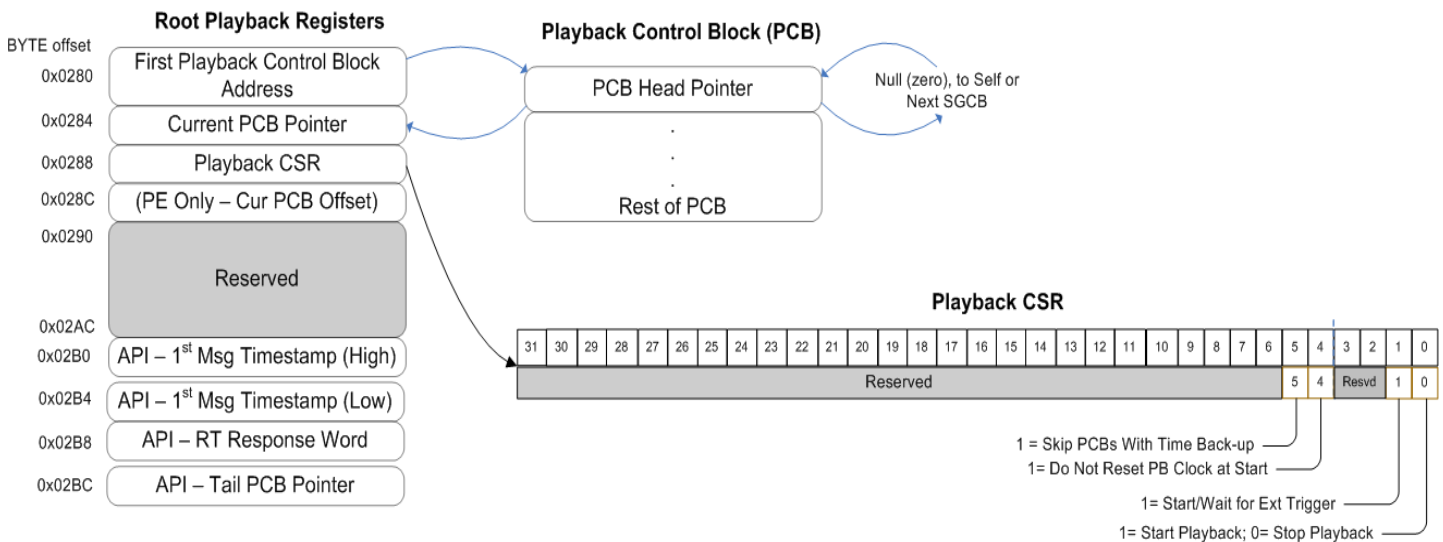 Root Playback Registers
BYTE offset
0x0280
First Playback Control Block
Address
0x0284
Current PCB Pointer
0x0288
Playback CSR
0x028C
(PE Only – Cur PCB Offset)
0x0290
Reserved
0x02AC
0x02B0
API – 1st Msg Timestamp (High)
0x02B4
API – 1st Msg Timestamp (Low)
0x02B8
API – RT Response Word
0x02BC
API – Tail PCB Pointer
Playback Control Block (PCB)
PCB Head Pointer
.
.
.
Rest of PCB
Null (zero), to Self or
Next SGCB
Playback CSR
31 30 29 28 27 26 25 24 23 22 21 20 19 18 17 16 15 14 13 12 11 10 9 8 7 6 5 4 3 2 1 0
Reserved 5 4 Resvd 1 0
1 = Skip PCBs With Time Back-up
1= Do Not Reset PB Clock at Start
1= Start/Wait for Ext Trigger
1= Start Playback; 0= Stop Playback